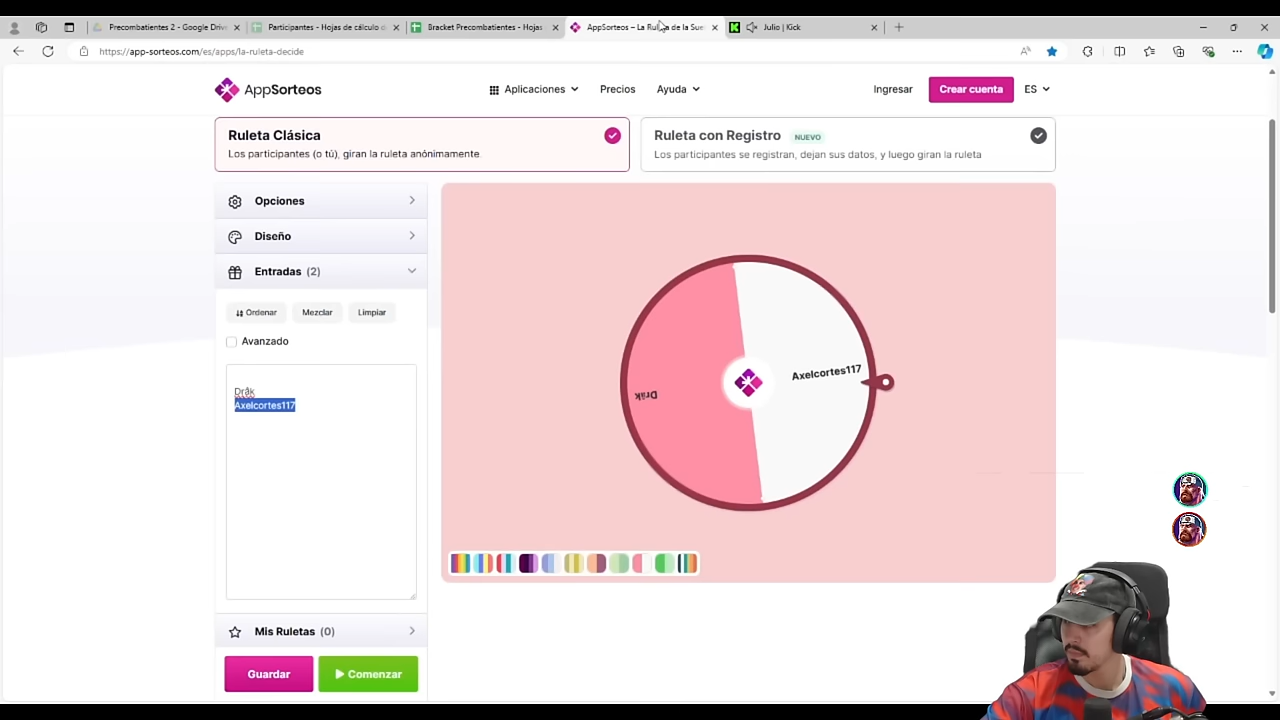 Precombatientes 2 - Google Driv
Participantes - Hojas de cálculo d
Bracket Precombatientes - Hojas
AppSorteos – La Ruleta de la Sue
Julio | Kick
https://app-sorteos.com/es/apps/la-ruleta-decide
AppSorteos
Aplicaciones
Precios
Ayuda
Ingresar
Crear cuenta
ES
Ruleta Clásica
Los participantes (o tú), giran la ruleta anónimamente.
Ruleta con Registro NUEVO
Los participantes se registran, dejan sus datos, y luego giran la ruleta
Opciones
Diseño
Entradas (2)
Ordenar
Mezclar
Limpiar
Avanzado
Dråk
Axelcortes117
Dråk
Axelcortes117
Mis Ruletas (0)
Guardar
Comenzar